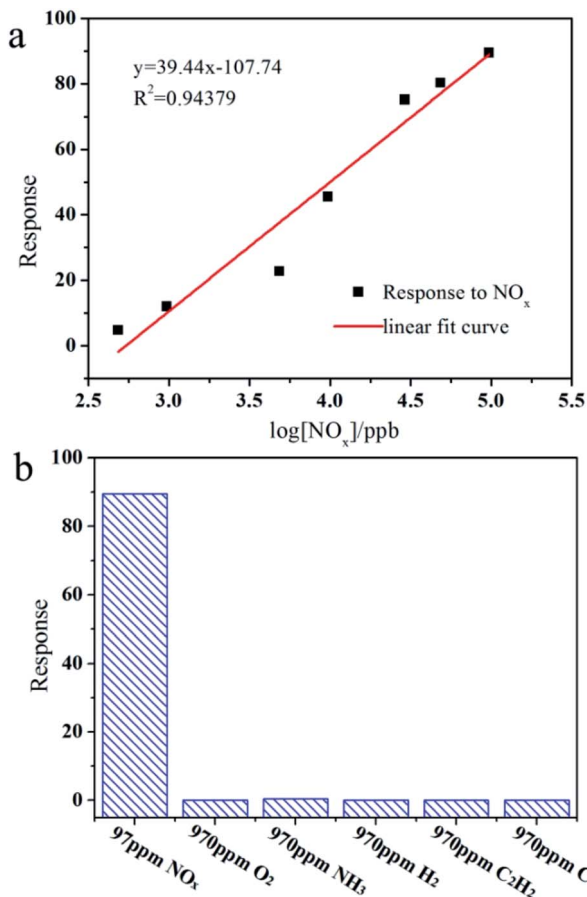 a
100
80
60
40
20
0
Response
y=39.44x-107.74
R²=0.94379
Response to NOₓ
linear fit curve
2.5 3.0 3.5 4.0 4.5 5.0 5.5
log[NOₓ]/ppb
b
100
80
60
40
20
0
Response
97ppm NOₓ
970ppm O₂
970ppm NH₃
970ppm H₂
970ppm C₂H₂
970ppm